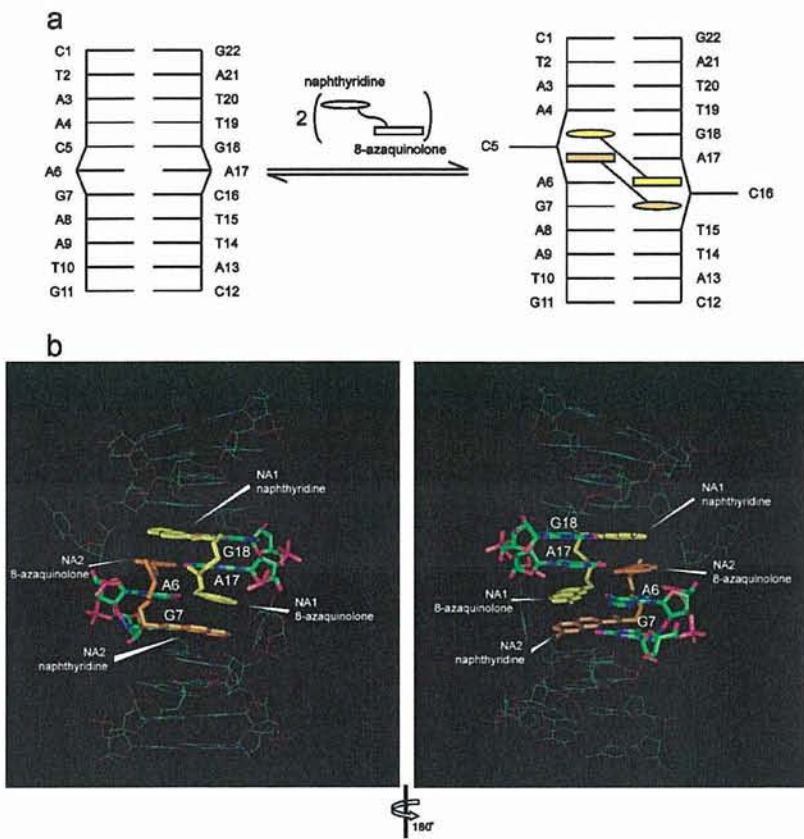 a
C1 G22
T2 A21
A3 T20
A4 T19
C5 G18
A6 A17
G7 C16
A8 T15
A9 T14
T10 A13
G11 C12
naphthyridine
2
8-azaquinolone
C1 G22
T2 A21
A3 T20
A4 T19
C5 G18
A17
A6 C16
G7
A8 T15
A9 T14
T10 A13
G11 C12
b
NA1
naphthyridine
G18
NA2
8-azaquinolone
A6 A17
G7
NA1
8-azaquinolone
NA2
naphthyridine
NA1
naphthyridine
G18
A17
NA2
8-azaquinolone
A6
NA1
8-azaquinolone
G7
NA2
naphthyridine
180°